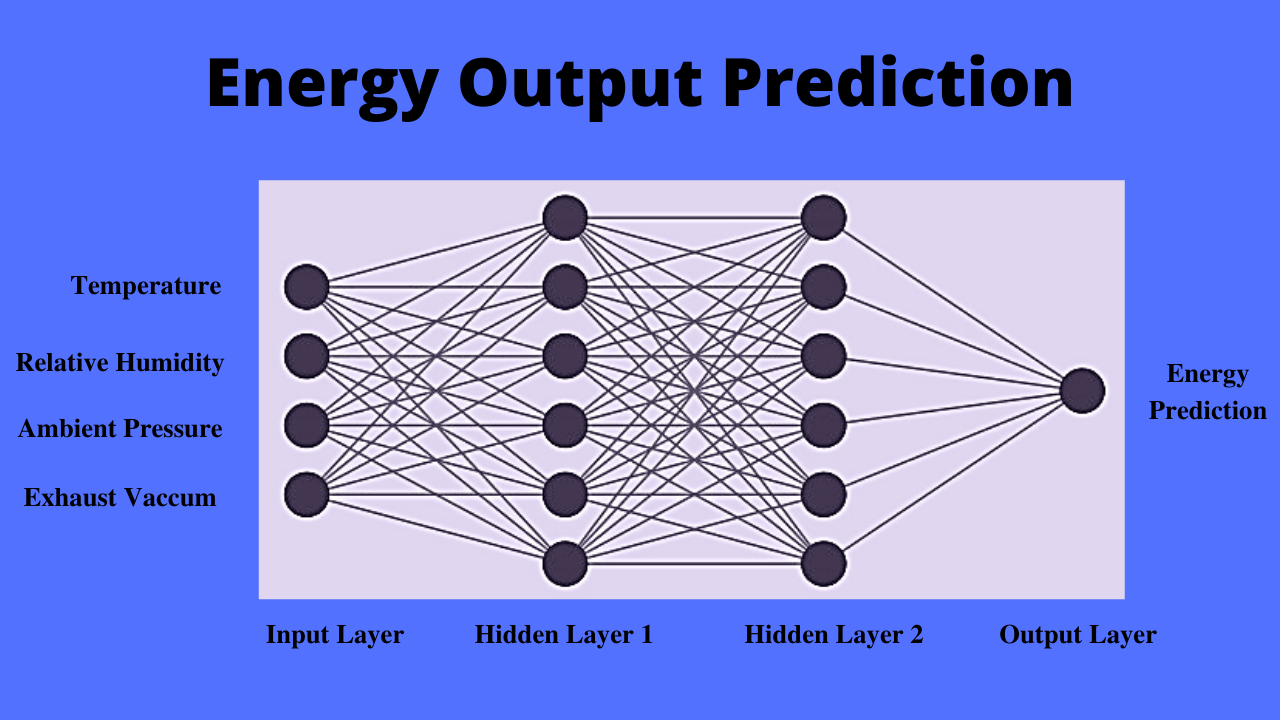 Energy Output Prediction
Temperature
Relative Humidity
Ambient Pressure
Exhaust Vaccum
Energy
Prediction
Input Layer
Hidden Layer 1
Hidden Layer 2
Output Layer